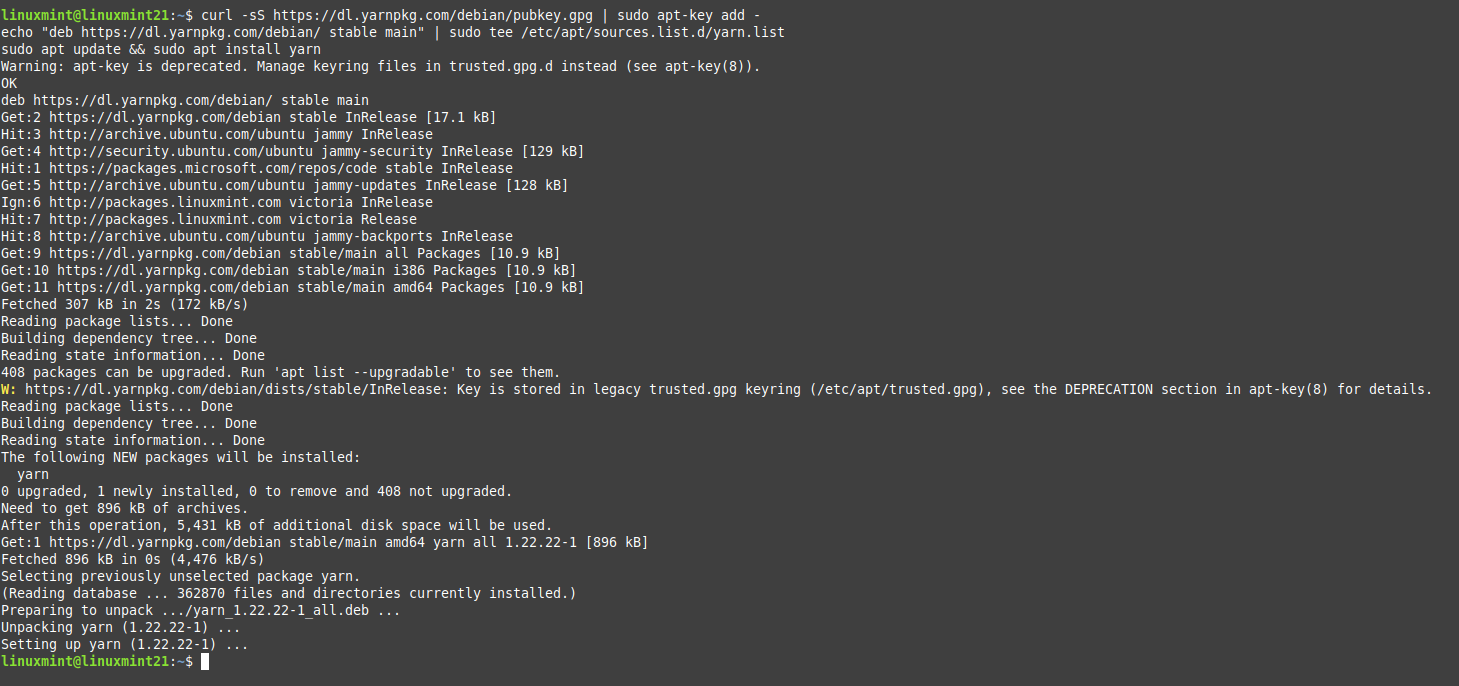 linuxmint@linuxmint21:~$ curl -sS https://dl.yarnpkg.com/debian/pubkey.gpg | sudo apt-key add -
echo "deb https://dl.yarnpkg.com/debian/ stable main" | sudo tee /etc/apt/sources.list.d/yarn.list
sudo apt update && sudo apt install yarn
Warning: apt-key is deprecated. Manage keyring files in trusted.gpg.d instead (see apt-key(8)).
OK
deb https://dl.yarnpkg.com/debian/ stable main
Get:2 https://dl.yarnpkg.com/debian stable InRelease [17.1 kB]
Hit:3 http://archive.ubuntu.com/ubuntu jammy InRelease
Get:4 http://security.ubuntu.com/ubuntu jammy-security InRelease [129 kB]
Hit:1 https://packages.microsoft.com/repos/code stable InRelease
Get:5 http://archive.ubuntu.com/ubuntu jammy-updates InRelease [128 kB]
Ign:6 http://packages.linuxmint.com victoria InRelease
Hit:7 http://packages.linuxmint.com victoria Release
Hit:8 http://archive.ubuntu.com/ubuntu jammy-backports InRelease
Get:9 https://dl.yarnpkg.com/debian stable/main all Packages [10.9 kB]
Get:10 https://dl.yarnpkg.com/debian stable/main i386 Packages [10.9 kB]
Get:11 https://dl.yarnpkg.com/debian stable/main amd64 Packages [10.9 kB]
Fetched 307 kB in 2s (172 kB/s)
Reading package lists... Done
Building dependency tree... Done
Reading state information... Done
408 packages can be upgraded. Run 'apt list --upgradable' to see them.
W: https://dl.yarnpkg.com/debian/dists/stable/InRelease: Key is stored in legacy trusted.gpg keyring (/etc/apt/trusted.gpg), see the DEPRECATION section in apt-key(8) for details.
Reading package lists... Done
Building dependency tree... Done
Reading state information... Done
The following NEW packages will be installed:
  yarn
0 upgraded, 1 newly installed, 0 to remove and 408 not upgraded.
Need to get 896 kB of archives.
After this operation, 5,431 kB of additional disk space will be used.
Get:1 https://dl.yarnpkg.com/debian stable/main amd64 yarn all 1.22.22-1 [896 kB]
Fetched 896 kB in 0s (4,476 kB/s)
Selecting previously unselected package yarn.
(Reading database ... 362870 files and directories currently installed.)
Preparing to unpack .../yarn_1.22.22-1_all.deb ...
Unpacking yarn (1.22.22-1) ...
Setting up yarn (1.22.22-1) ...
linuxmint@linuxmint21:~$